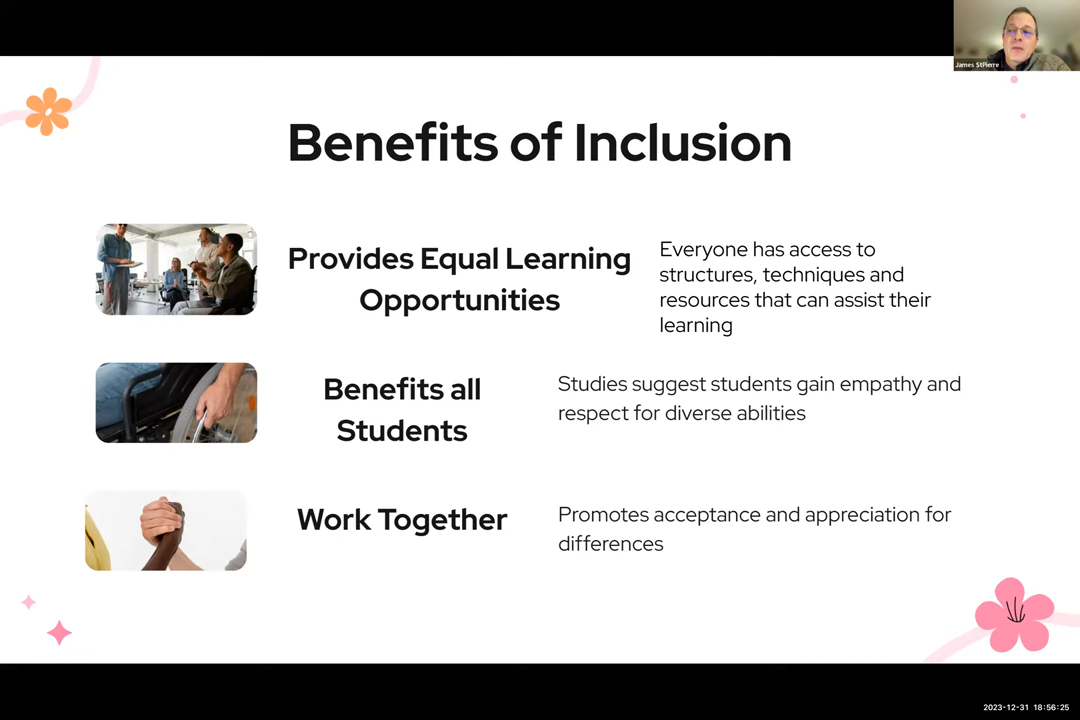 James StPierre
Benefits of Inclusion
Provides Equal Learning
Opportunities
Everyone has access to
structures, techniques and
resources that can assist their
learning
Benefits all
Students
Studies suggest students gain empathy and
respect for diverse abilities
Work Together
Promotes acceptance and appreciation for
differences
2023-12-31 18:56:25